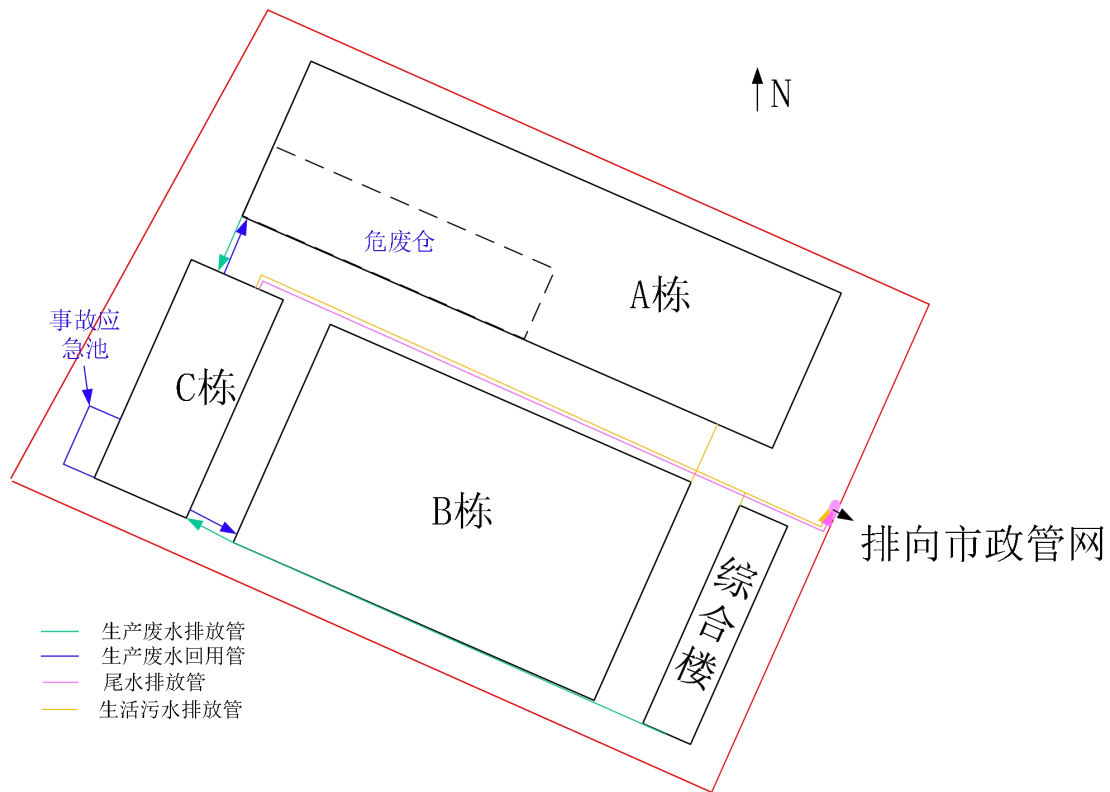 N
危废仓
A栋
事故应
急池
C栋
B栋
排向市政管网
综
合
楼
生产废水排放管
生产废水回用管
尾水排放管
生活污水排放管